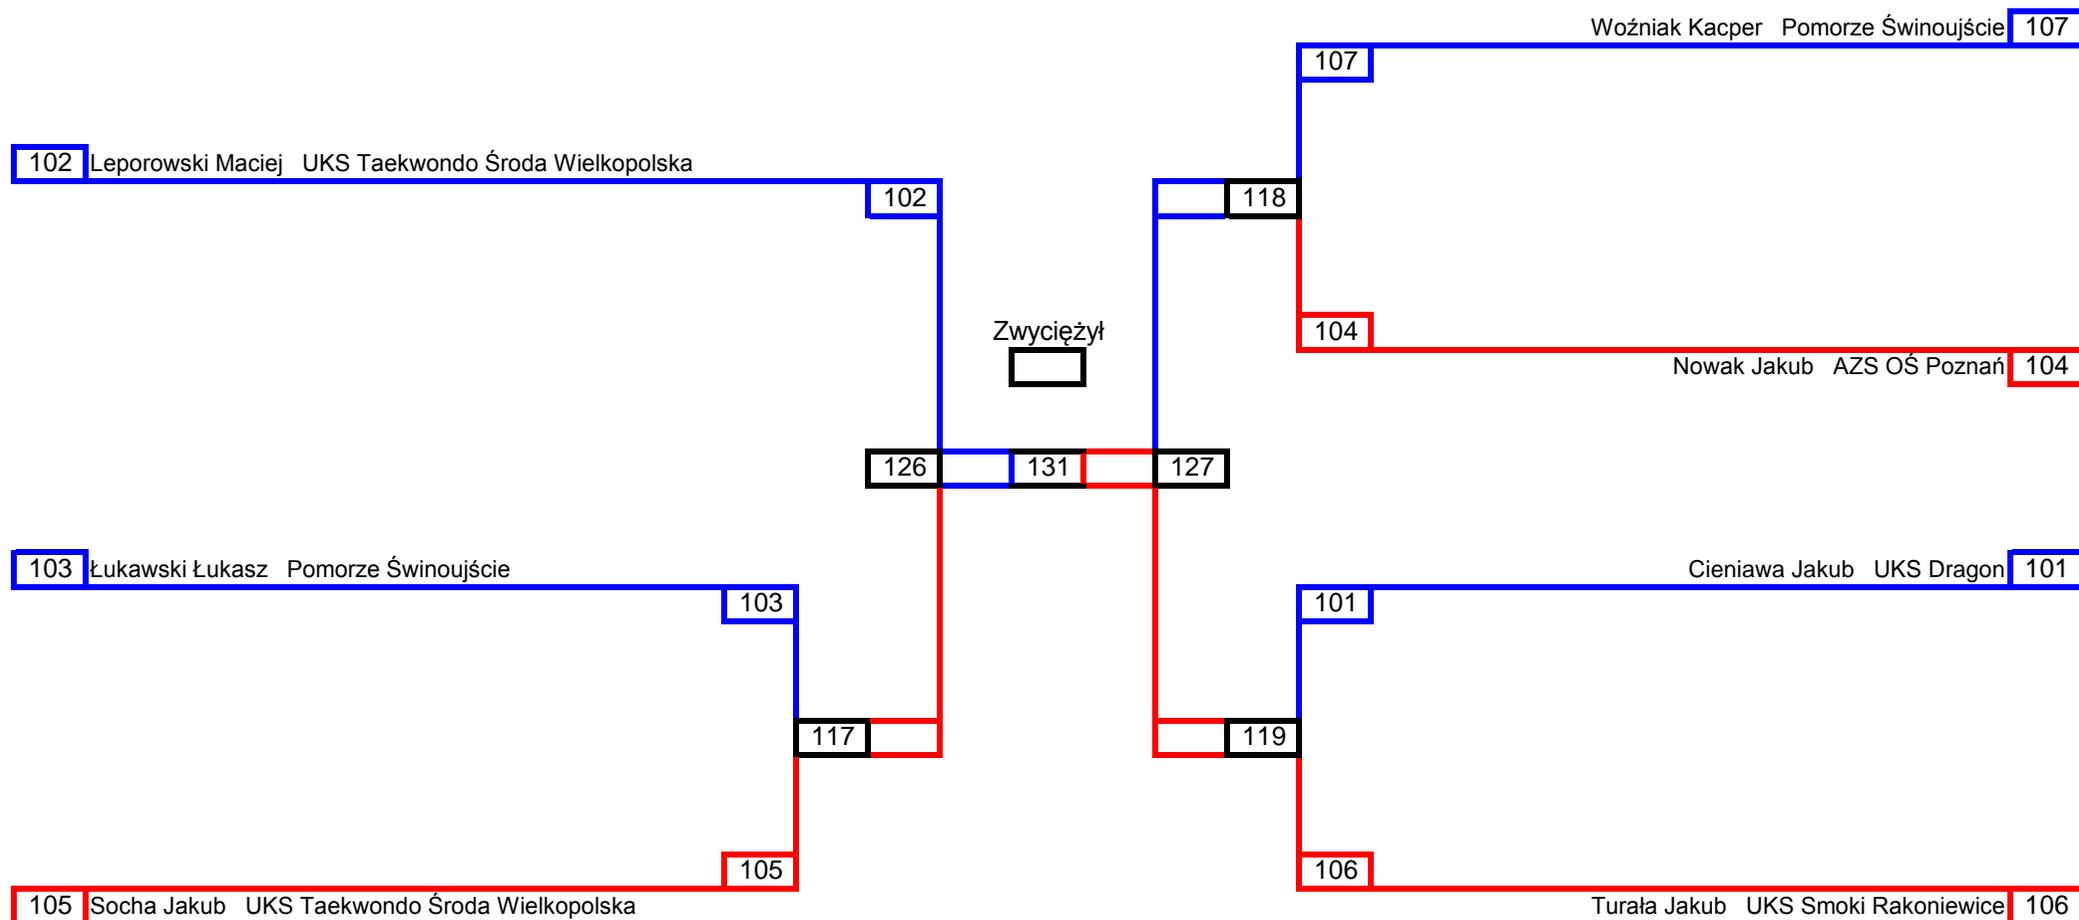 Woźniak Kacper Pomorze Świnoujście 107
107
102 Leporowski Maciej UKS Taekwondo Środa Wielkopolska
102
118
Zwyciężył
104
Nowak Jakub AZS OŚ Poznań 104
126 131 127
103 Łukawski Łukasz Pomorze Świnoujście
Cieniawa Jakub UKS Dragon 101
103
101
117
119
105
106
105 Socha Jakub UKS Taekwondo Środa Wielkopolska
Turała Jakub UKS Smoki Rakoniewice 106